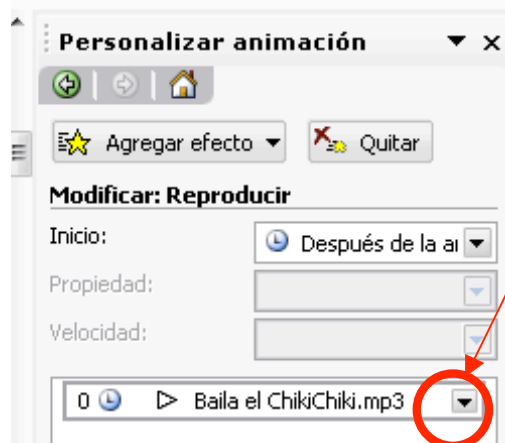 Personalizar animación
Agregar efecto
Quitar
Modificar: Reproducir
Inicio:
Después de la
Propiedad:
Velocidad:
0 Baila el ChikiChiki.mp3